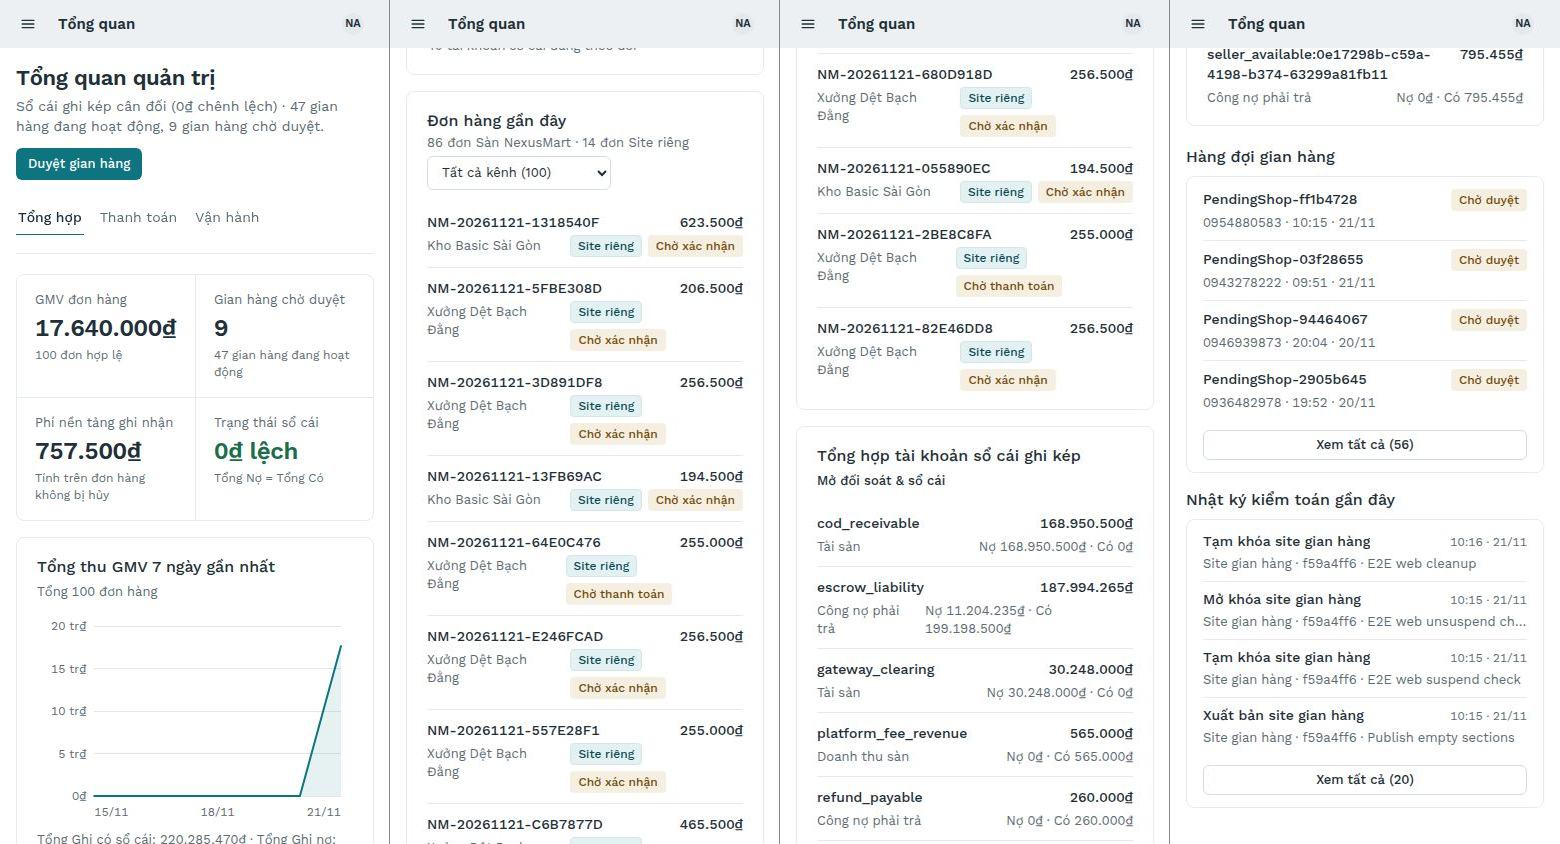 Tổng quan
NA
Tổng quan quản trị
Sổ cái ghi kép cân đối (0₫ chênh lệch) · 47 gian
hàng đang hoạt động, 9 gian hàng chờ duyệt.
Duyệt gian hàng
Tổng hợp
Thanh toán
Vận hành
GMV đơn hàng
17.640.000₫
100 đơn hợp lệ
Gian hàng chờ duyệt
9
47 gian hàng đang hoạt
động
Phí nền tảng ghi nhận
757.500₫
Tính trên đơn hàng
không bị hủy
Trạng thái sổ cái
0₫ lệch
Tổng Nợ = Tổng Có
Tổng thu GMV 7 ngày gần nhất
Tổng 100 đơn hàng
20 tr₫
15 tr₫
10 tr₫
5 tr₫
0₫
15/11
18/11
21/11
Tổng Ghi có sổ cái: 220.285.470₫ · Tổng Ghi nợ:
Tổng quan
NA
Đơn hàng gần đây
86 đơn Sàn NexusMart · 14 đơn Site riêng
Tất cả kênh (100)
NM-20261121-1318540F
623.500₫
Kho Basic Sài Gòn
Site riêng
Chờ xác nhận
NM-20261121-5FBE308D
206.500₫
Xưởng Dệt Bạch
Đằng
Site riêng
Chờ xác nhận
NM-20261121-3D891DF8
256.500₫
Xưởng Dệt Bạch
Đằng
Site riêng
Chờ xác nhận
NM-20261121-13FB69AC
194.500₫
Kho Basic Sài Gòn
Site riêng
Chờ xác nhận
NM-20261121-64E0C476
255.000₫
Xưởng Dệt Bạch
Đằng
Site riêng
Chờ thanh toán
NM-20261121-E246FCAD
256.500₫
Xưởng Dệt Bạch
Đằng
Site riêng
Chờ xác nhận
NM-20261121-557E28F1
255.000₫
Xưởng Dệt Bạch
Đằng
Site riêng
Chờ xác nhận
NM-20261121-C6B7877D
465.500₫
Tổng quan
NA
NM-20261121-680D918D
256.500₫
Xưởng Dệt Bạch
Đằng
Site riêng
Chờ xác nhận
NM-20261121-055890EC
194.500₫
Kho Basic Sài Gòn
Site riêng
Chờ xác nhận
NM-20261121-2BE8C8FA
255.000₫
Xưởng Dệt Bạch
Đằng
Site riêng
Chờ thanh toán
NM-20261121-82E46DD8
256.500₫
Xưởng Dệt Bạch
Đằng
Site riêng
Chờ xác nhận
Tổng hợp tài khoản sổ cái ghi kép
Mở đối soát & sổ cái
cod_receivable
168.950.500₫
Tài sản
Nợ 168.950.500₫ · Có 0₫
escrow_liability
187.994.265₫
Công nợ phải
trả
Nợ 11.204.235₫ · Có
199.198.500₫
gateway_clearing
30.248.000₫
Tài sản
Nợ 30.248.000₫ · Có 0₫
platform_fee_revenue
565.000₫
Doanh thu sàn
Nợ 0₫ · Có 565.000₫
refund_payable
260.000₫
Công nợ phải trả
Nợ 0₫ · Có 260.000₫
Tổng quan
NA
seller_available:0e17298b-c59a-
4198-b374-63299a81fb11
795.455₫
Công nợ phải trả
Nợ 0₫ · Có 795.455₫
Hàng đợi gian hàng
PendingShop-ff1b4728
Chờ duyệt
0954880583 · 10:15 · 21/11
PendingShop-03f28655
Chờ duyệt
0943278222 · 09:51 · 21/11
PendingShop-94464067
Chờ duyệt
0946939873 · 20:04 · 20/11
PendingShop-2905b645
Chờ duyệt
0936482978 · 19:52 · 20/11
Xem tất cả (56)
Nhật ký kiểm toán gần đây
Tạm khóa site gian hàng
10:16 · 21/11
Site gian hàng · f59a4ff6 · E2E web cleanup
Mở khóa site gian hàng
10:15 · 21/11
Site gian hàng · f59a4ff6 · E2E web unsuspend ch...
Tạm khóa site gian hàng
10:15 · 21/11
Site gian hàng · f59a4ff6 · E2E web suspend check
Xuất bản site gian hàng
10:15 · 21/11
Site gian hàng · f59a4ff6 · Publish empty sections
Xem tất cả (20)